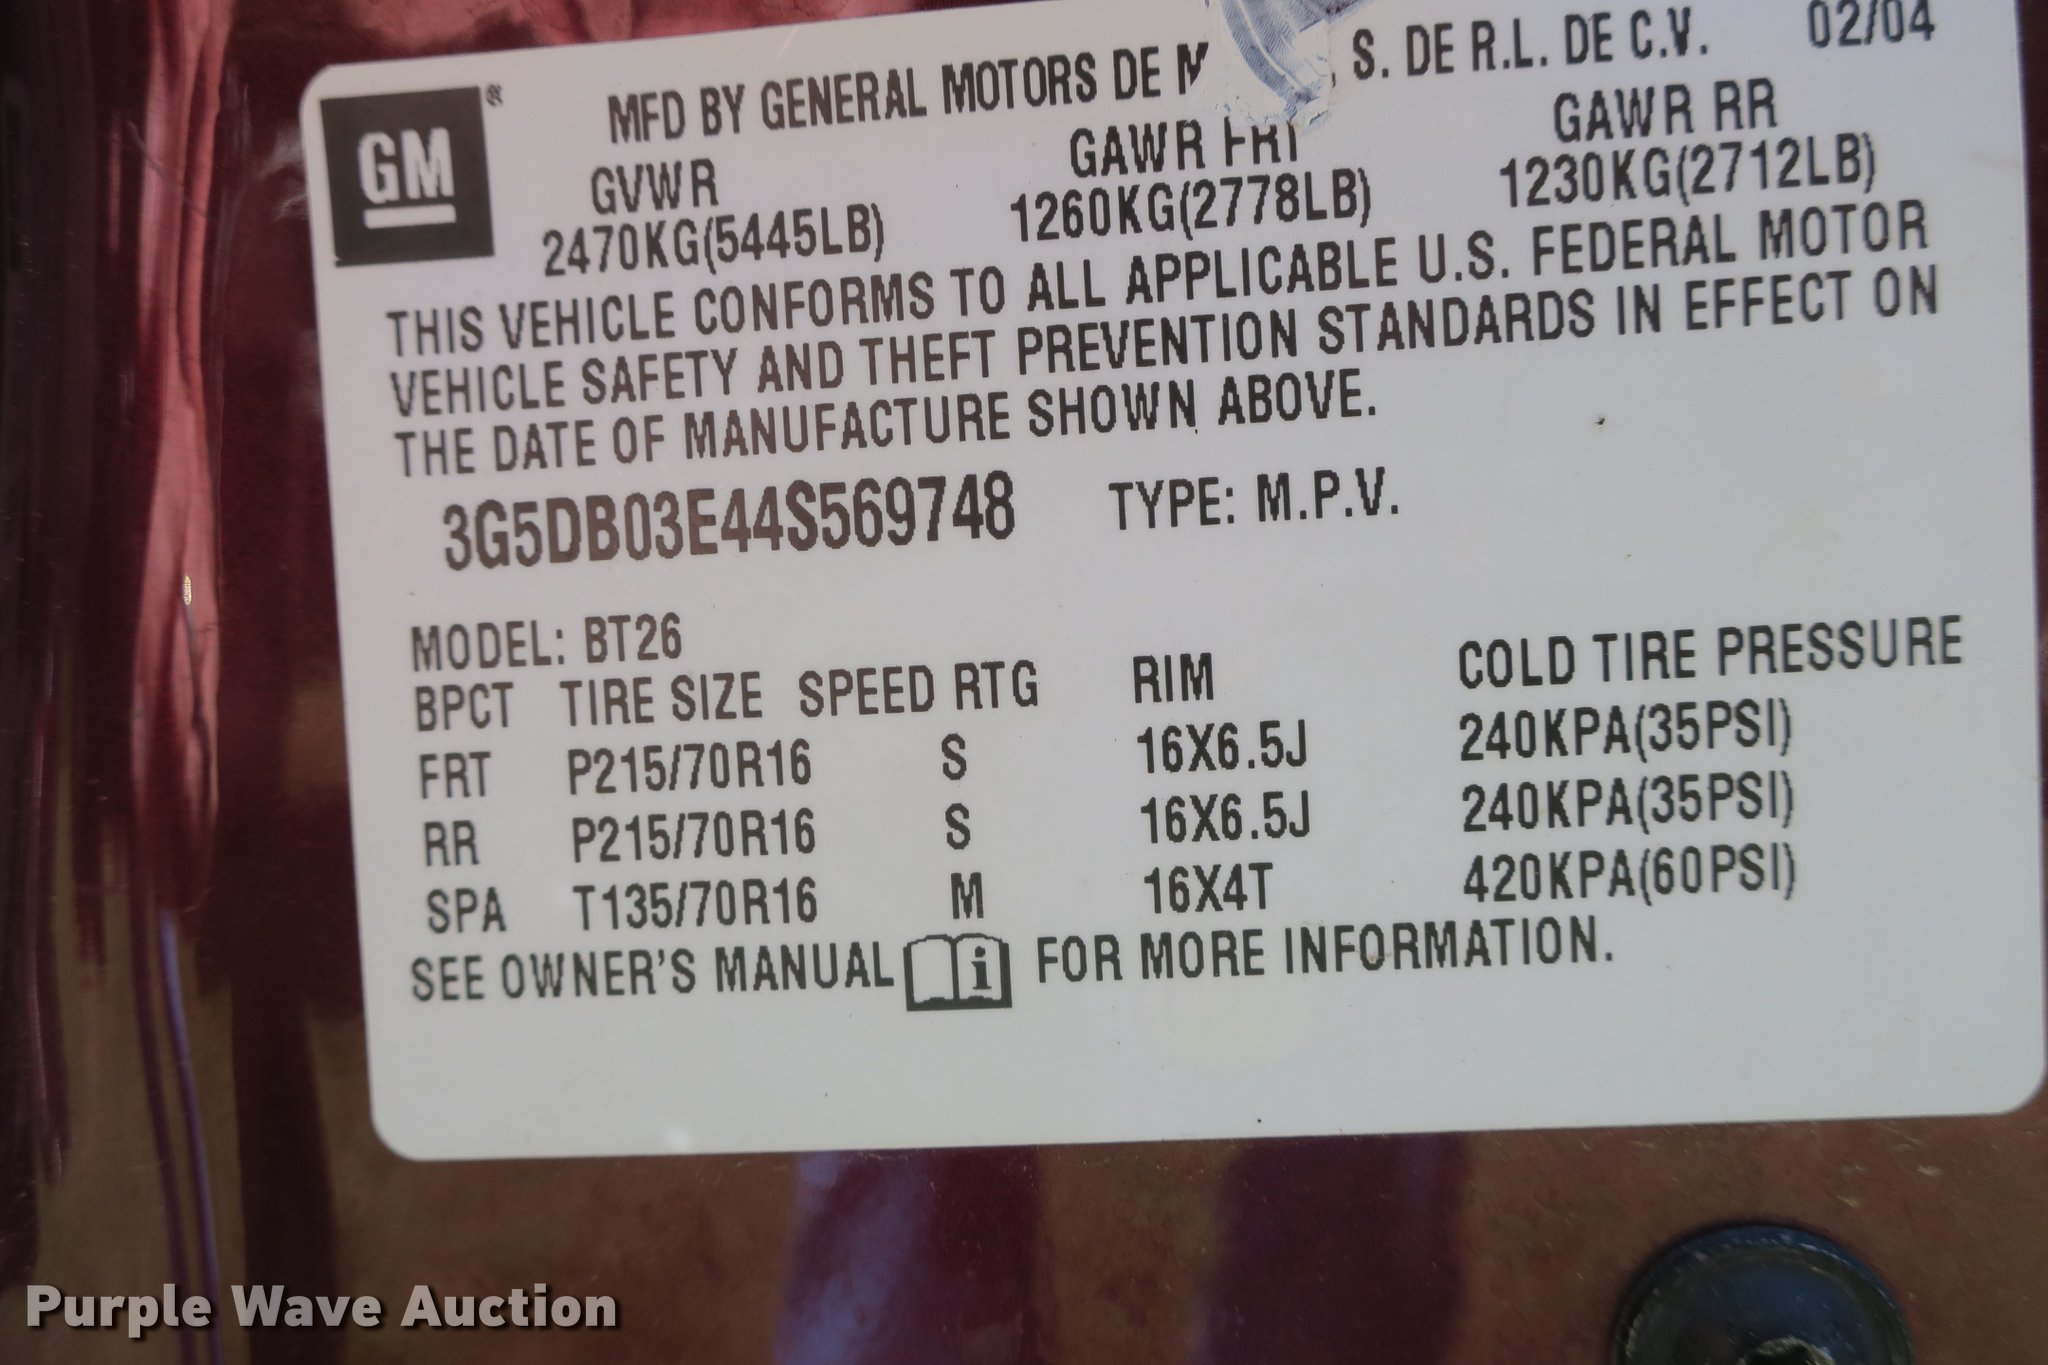 GM®
MFD BY GENERAL MOTORS DE S. DE R.L. DE C.V. 02/04
GVWR GAWR FRT GAWR RR
2470KG(5445LB) 1260KG(2778LB) 1230KG(2712LB)
THIS VEHICLE CONFORMS TO ALL APPLICABLE U.S. FEDERAL MOTOR
VEHICLE SAFETY AND THEFT PREVENTION STANDARDS IN EFFECT ON
THE DATE OF MANUFACTURE SHOWN ABOVE.
3G5DB03E44S569748 TYPE: M.P.V.
MODEL: BT26
BPCT TIRE SIZE SPEED RTG RIM COLD TIRE PRESSURE
FRT P215/70R16 S 16X6.5J 240KPA(35PSI)
RR P215/70R16 S 16X6.5J 240KPA(35PSI)
SPA T135/70R16 M 16X4T 420KPA(60PSI)
SEE OWNER'S MANUAL i FOR MORE INFORMATION.
Purple Wave Auction